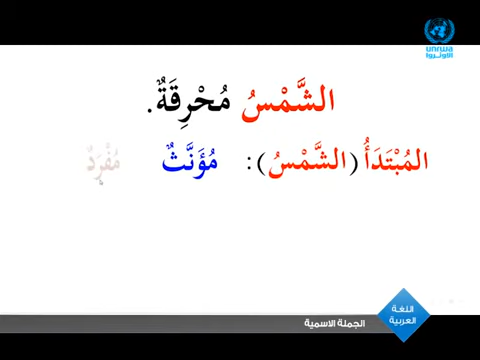 unrwa
الأونروا
الشَّمْسُ مُحْرِقَةٌ.
المُبْتَدَأُ (الشَّمْسُ): مُؤَنَّثٌ مُفْرَدٌ
اللغة
العربية
الجملة الاسمية